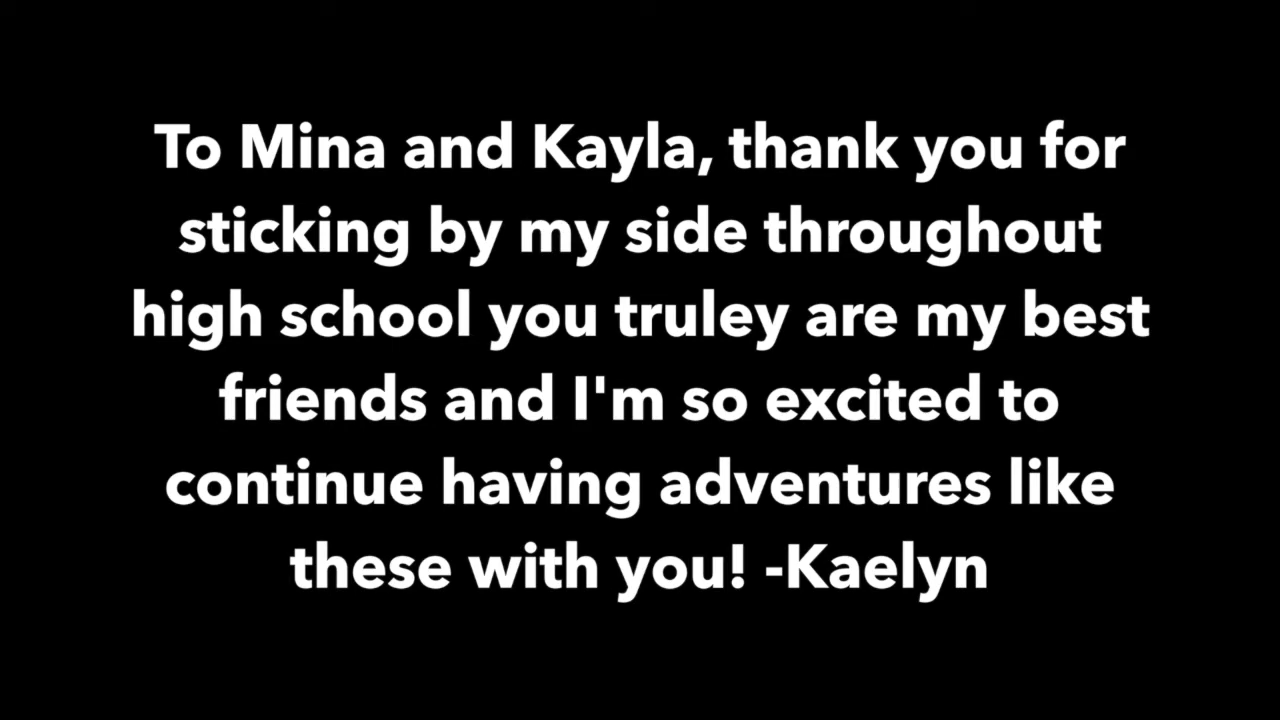 To Mina and Kayla, thank you for
sticking by my side throughout
high school you truley are my best
friends and I'm so excited to
continue having adventures like
these with you! -Kaelyn